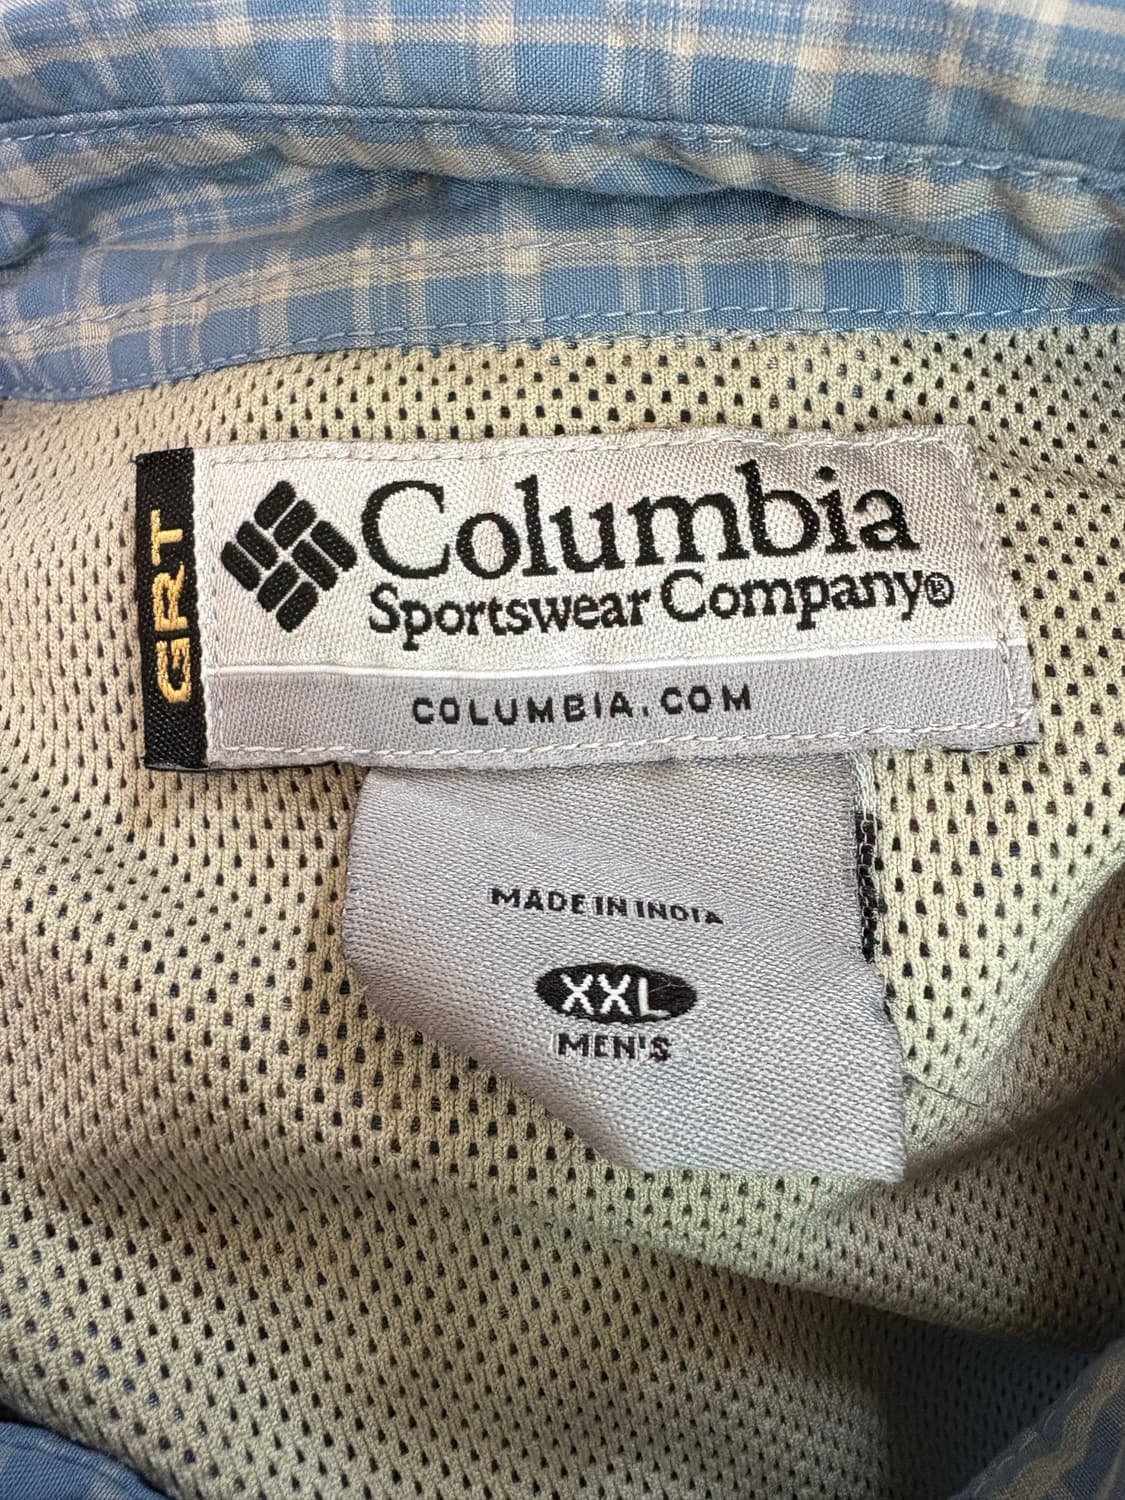 GRT
Columbia
Sportswear Company®
COLUMBIA.COM
MADE IN INDIA
XXL
MEN'S